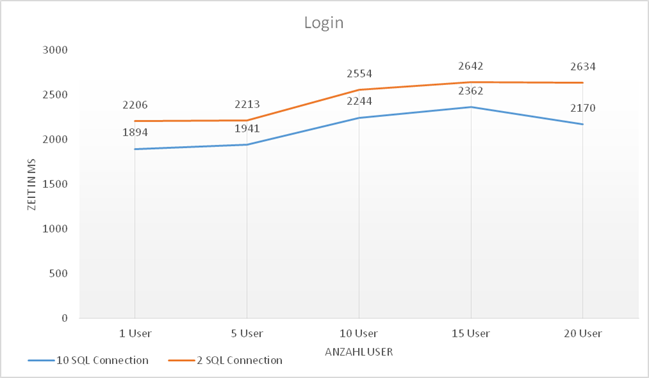 Login
3000
2500
2000
1500
1000
500
0
ZEIT IN MS
2206
2213
2554
2642
2634
1894
1941
2244
2362
2170
1 User
5 User
10 User
15 User
20 User
ANZAHL USER
10 SQL Connection
2 SQL Connection